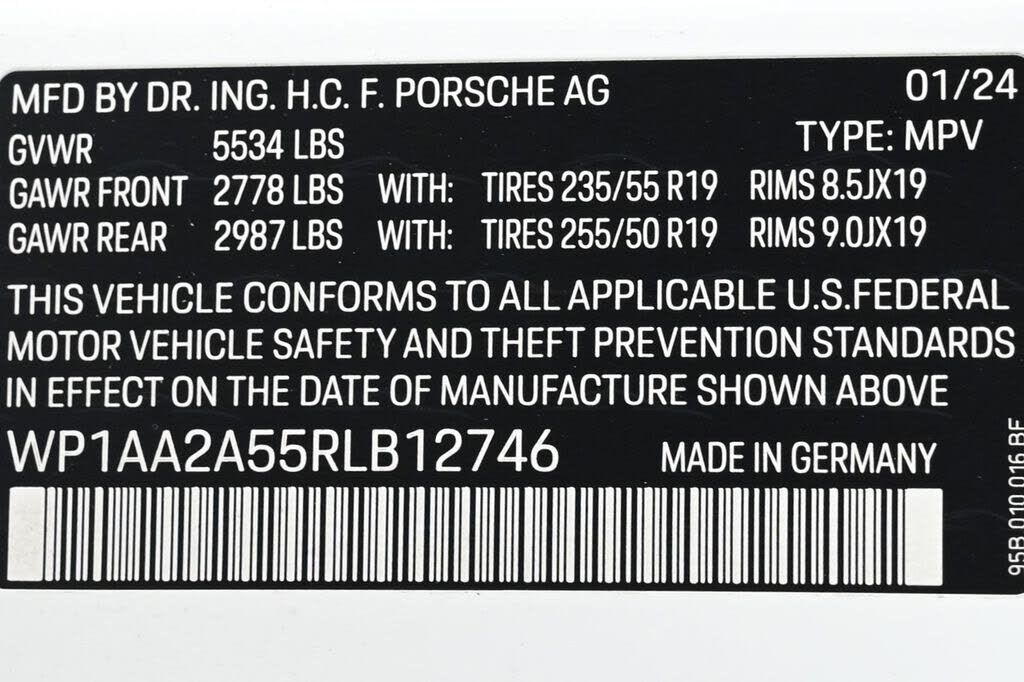 MFD BY DR. ING. H.C. F. PORSCHE AG 01/24
GVWR 5534 LBS TYPE: MPV
GAWR FRONT 2778 LBS WITH: TIRES 235/55 R19 RIMS 8.5JX19
GAWR REAR 2987 LBS WITH: TIRES 255/50 R19 RIMS 9.0JX19
THIS VEHICLE CONFORMS TO ALL APPLICABLE U.S.FEDERAL
MOTOR VEHICLE SAFETY AND THEFT PREVENTION STANDARDS
IN EFFECT ON THE DATE OF MANUFACTURE SHOWN ABOVE
WP1AA2A55RLB12746 MADE IN GERMANY
95B.010.016.BF